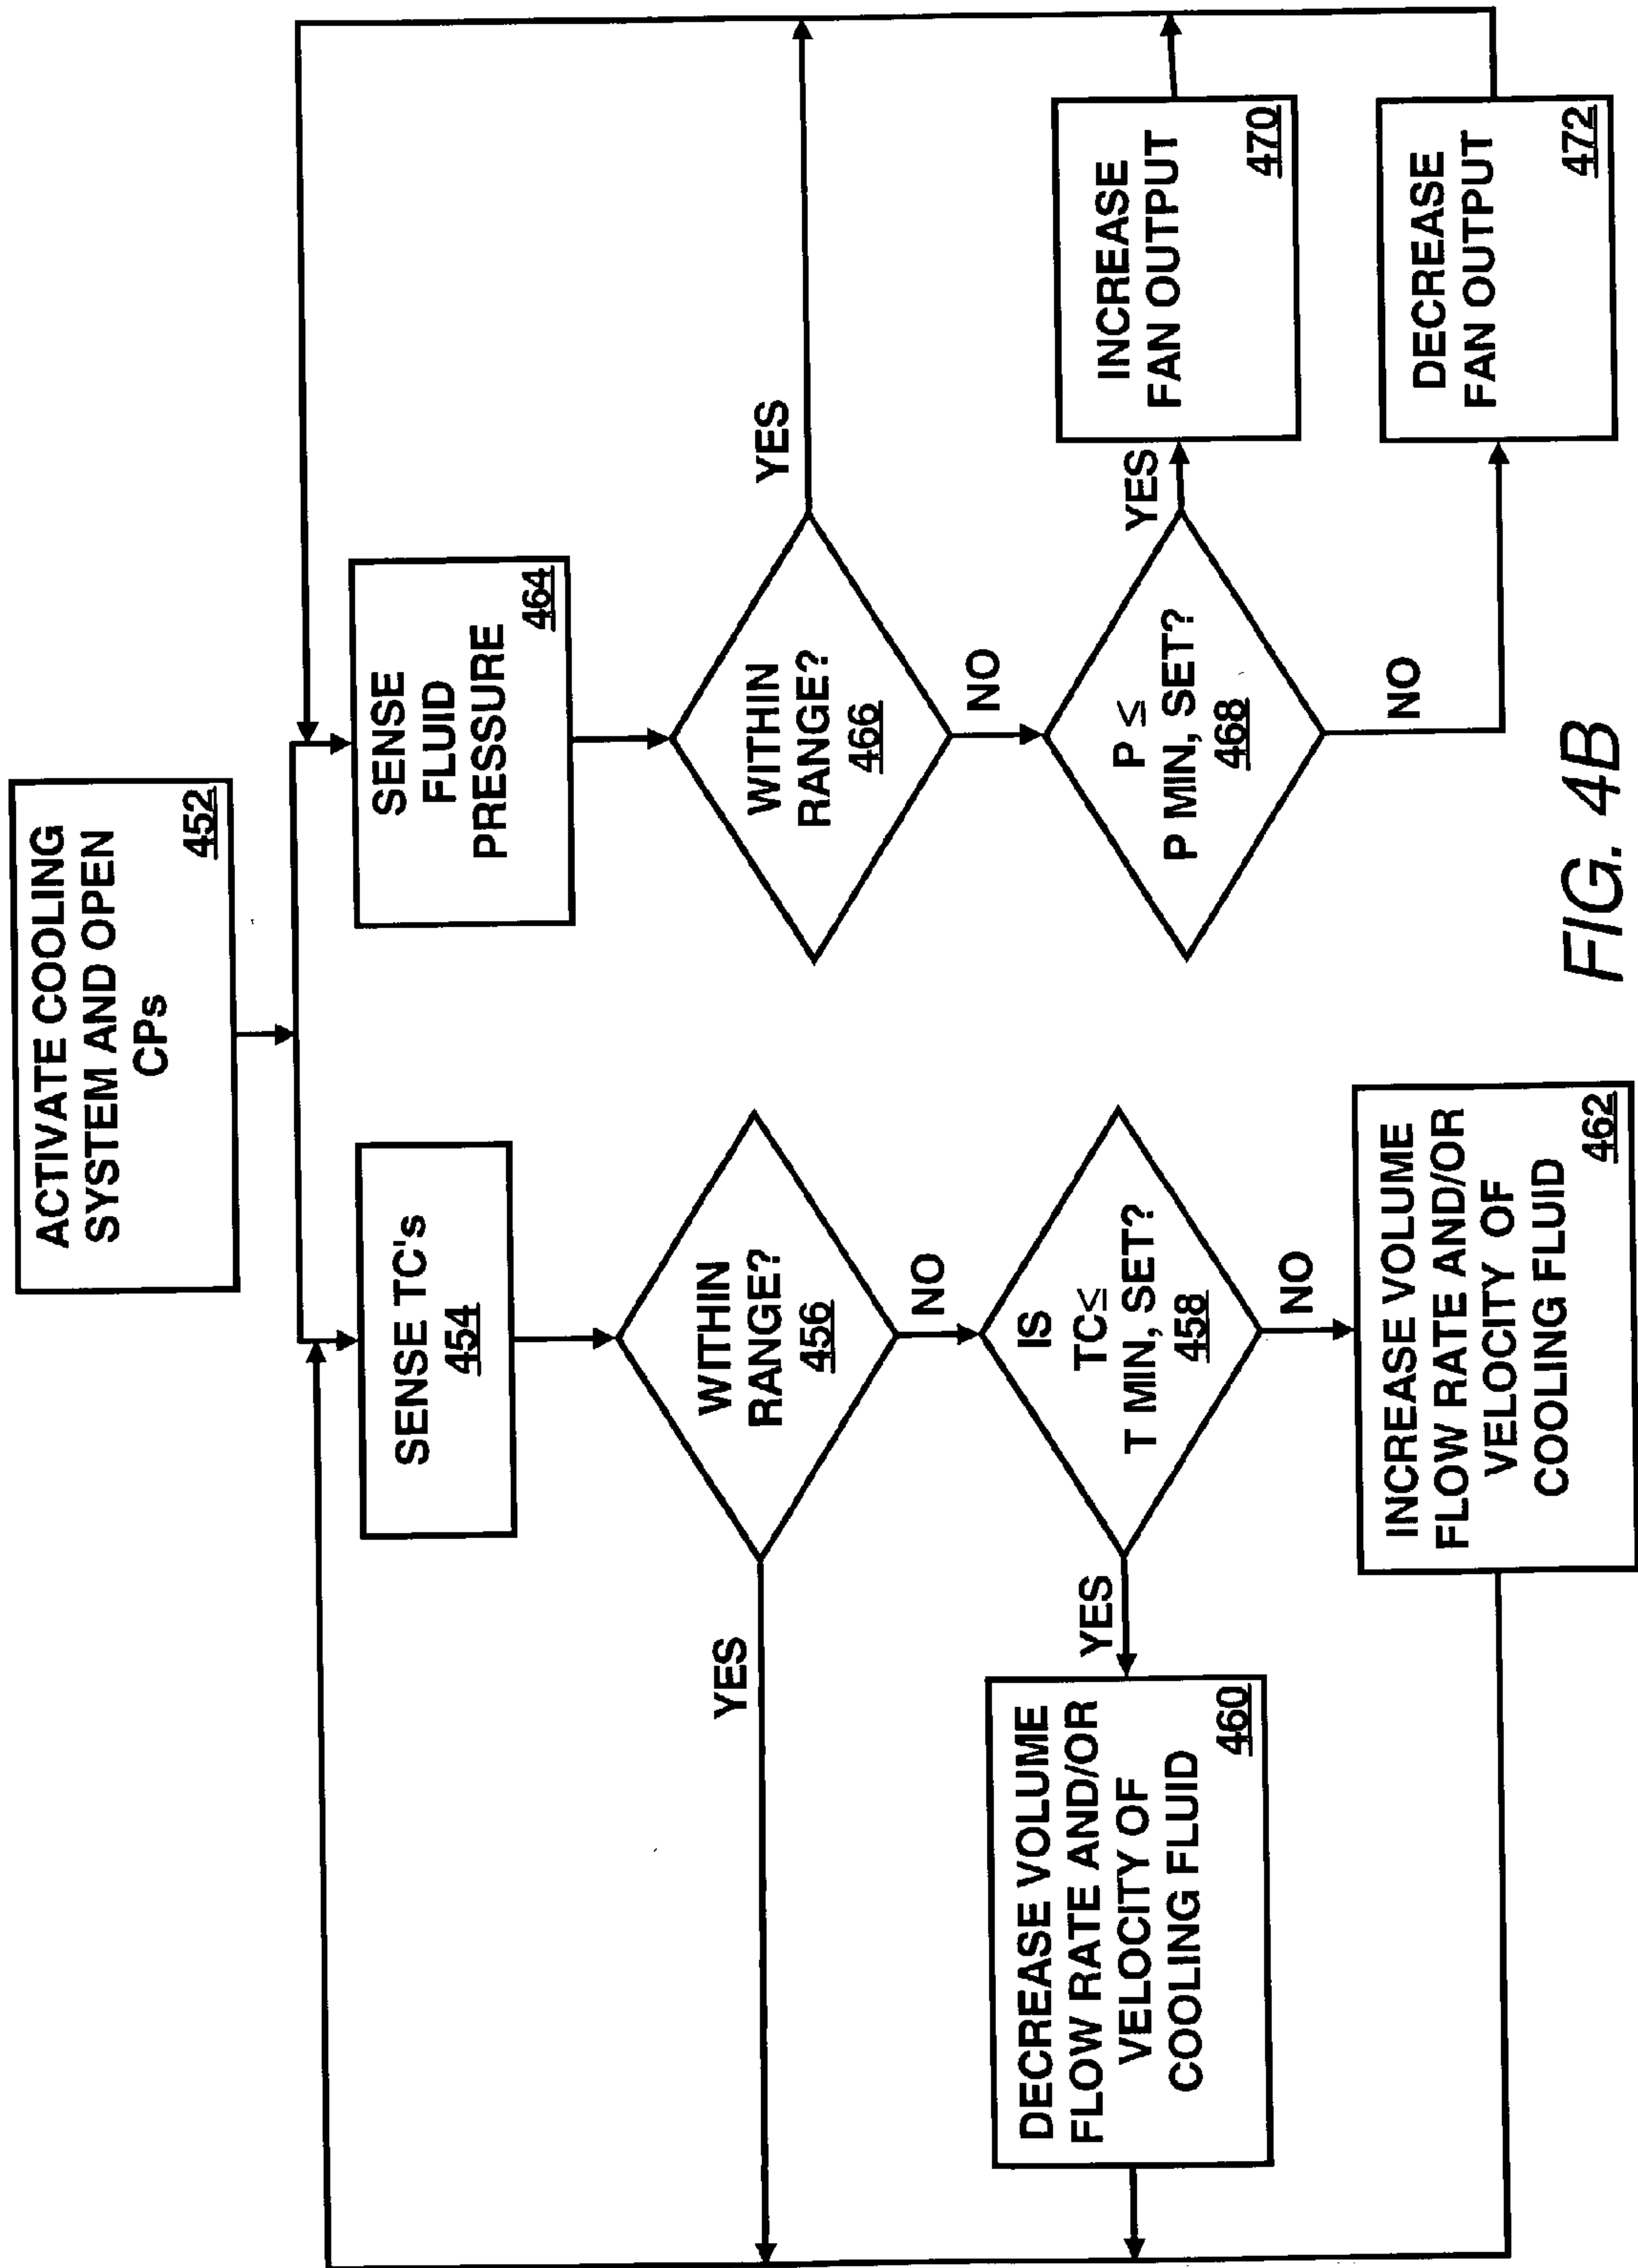 ACTIVATE COOLING
SYSTEM AND OPEN
CPs
452
SENSE TC's
454
WITHIN
RANGE?
456
YES
NO
IS
TC≤
T MIN, SET?
458
YES
NO
DECREASE VOLUME
FLOW RATE AND/OR
VELOCITY OF
COOLING FLUID
460
INCREASE VOLUME
FLOW RATE AND/OR
VELOCITY OF
COOLING FLUID
462
SENSE
FLUID
PRESSURE
464
WITHIN
RANGE?
466
YES
NO
P ≤
P MIN, SET?
468
YES
NO
INCREASE
FAN OUTPUT
470
DECREASE
FAN OUTPUT
472
FIG. 4B